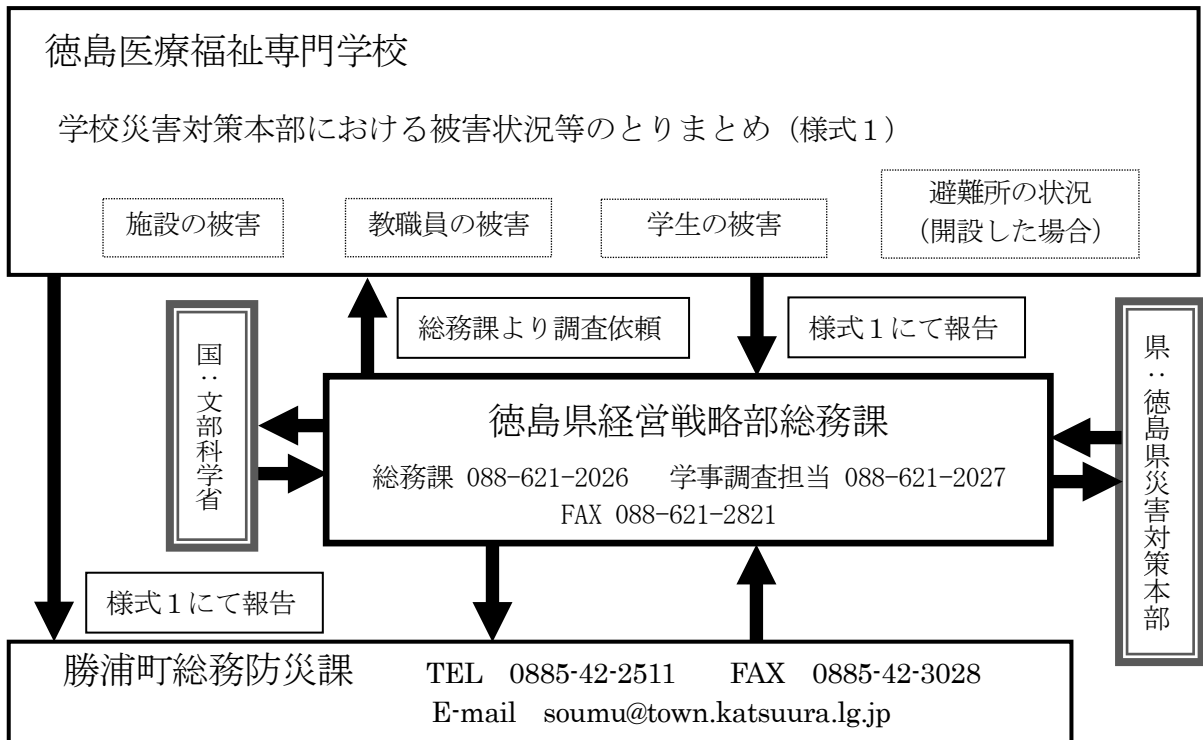 徳島医療福祉専門学校
学校災害対策本部における被害状況等のとりまとめ（様式１）
施設の被害
教職員の被害
学生の被害
避難所の状況
（開設した場合）
総務課より調査依頼
様式１にて報告
国：文部科学省
徳島県経営戦略部総務課
総務課 088-621-2026　学事調査担当 088-621-2027
FAX 088-621-2821
県：徳島県災害対策本部
様式１にて報告
勝浦町総務防災課　TEL　0885-42-2511　FAX　0885-42-3028
E-mail　soumu@town.katsuura.lg.jp